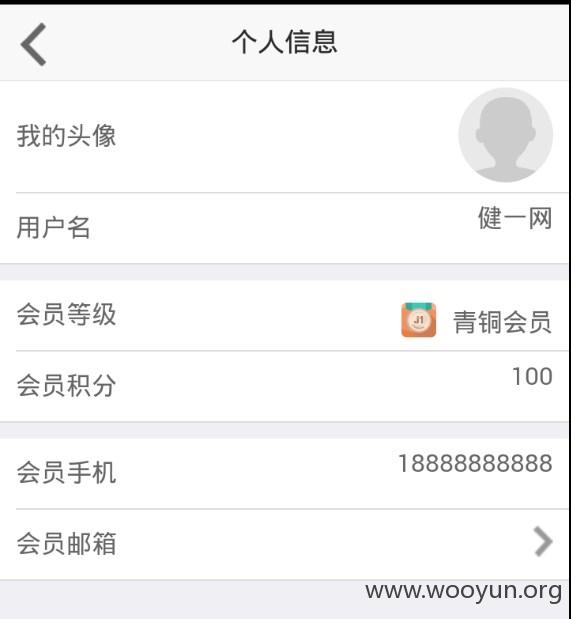 个人信息
我的头像
用户名 健一网
会员等级 J1 青铜会员
会员积分 100
会员手机 18888888888
会员邮箱
www.wooyun.org